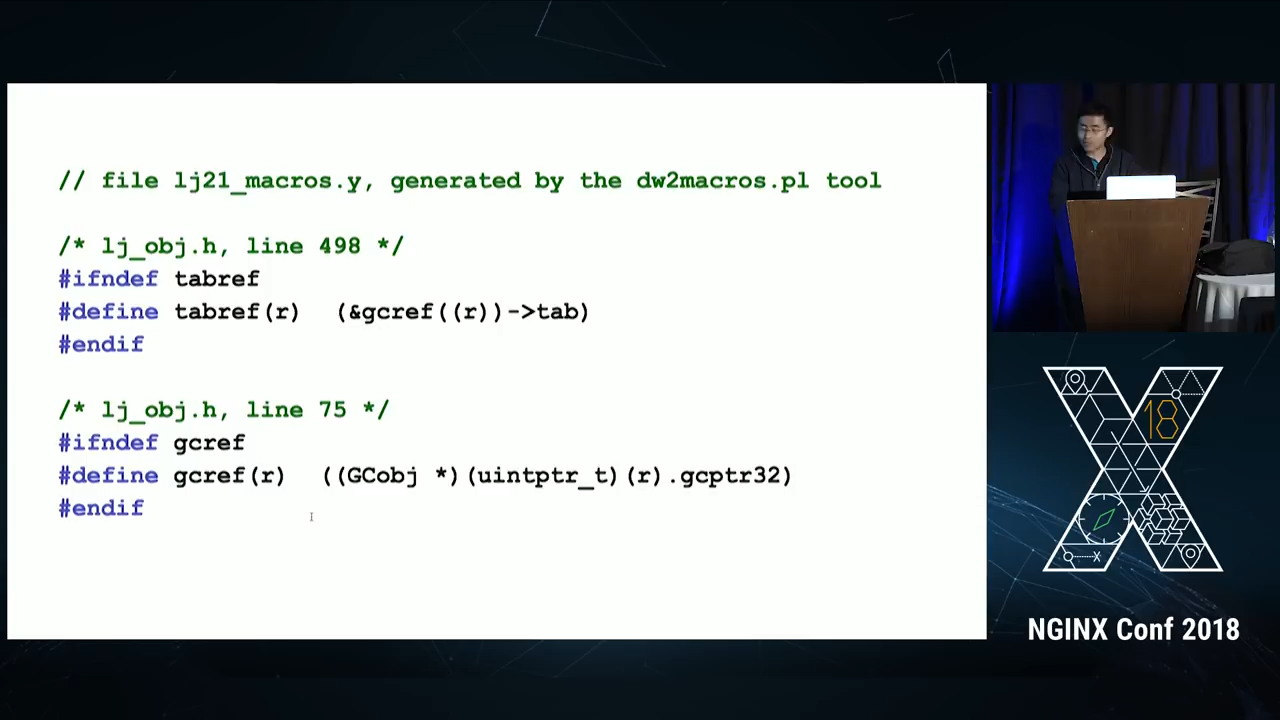 // file lj21_macros.y, generated by the dw2macros.pl tool
/* lj_obj.h, line 498 */
#ifndef tabref
#define tabref(r)  (&gcref((r))->tab)
#endif
/* lj_obj.h, line 75 */
#ifndef gcref
#define gcref(r)  ((GCobj *)(uintptr_t)(r).gcptr32)
#endif
18
X
NGINX Conf 2018